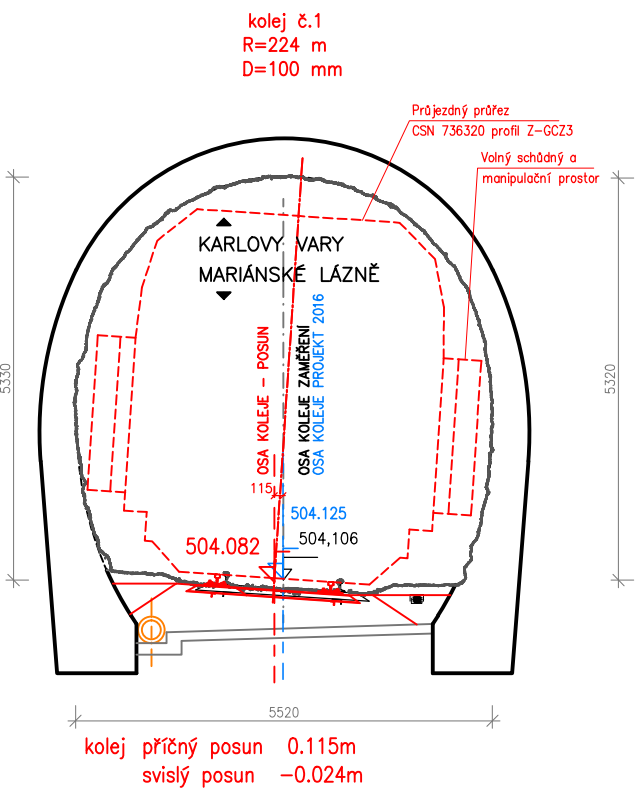 kolej č.1
R=224 m
D=100 mm
Průjezdný průřez
CSN 736320 profil Z-GCZ3
Volný schůdný a
manipulační prostor
KARLOVY VARY
MARIÁNSKÉ LÁZNĚ
5330
5320
OSA KOLEJE - POSUN
OSA KOLEJE ZAMĚŘENÍ
OSA KOLEJE PROJEKT 2016
115
504.125
504.082
504,106
5520
kolej příčný posun 0.115m
svislý posun -0.024m